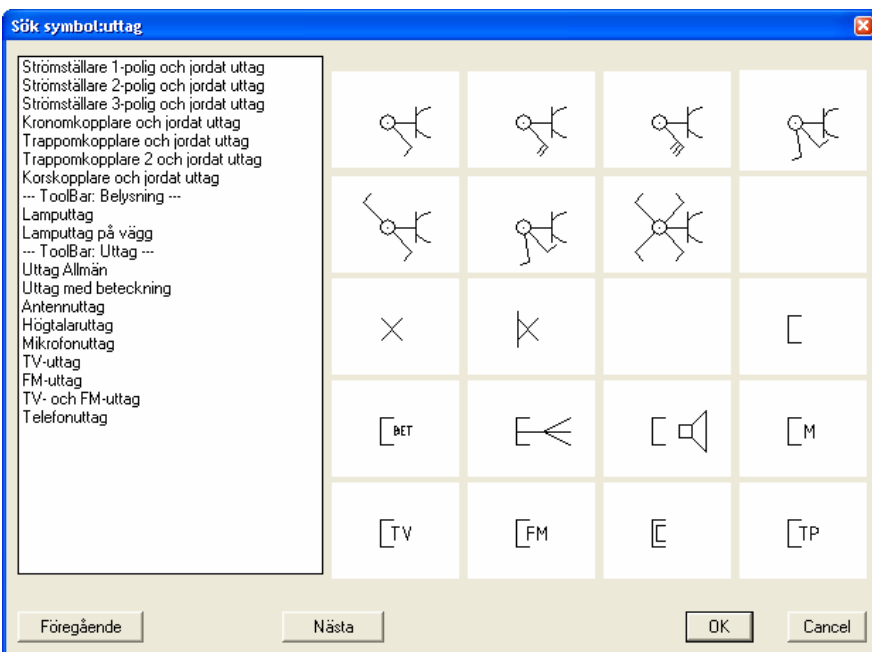 Sök symbol:uttag
Strömställare 1-polig och jordat uttag
Strömställare 2-polig och jordat uttag
Strömställare 3-polig och jordat uttag
Kronomkopplare och jordat uttag
Trappomkopplare och jordat uttag
Trappomkopplare 2 och jordat uttag
Korskopplare och jordat uttag
--- ToolBar: Belysning ---
Lamputtag
Lamputtag på vägg
--- ToolBar: Uttag ---
Uttag Allmän
Uttag med beteckning
Antennuttag
Högtalaruttag
Mikrofonuttag
TV-uttag
FM-uttag
TV- och FM-uttag
Telefonuttag
BET
M
TV
FM
TP
Föregående
Nästa
OK
Cancel